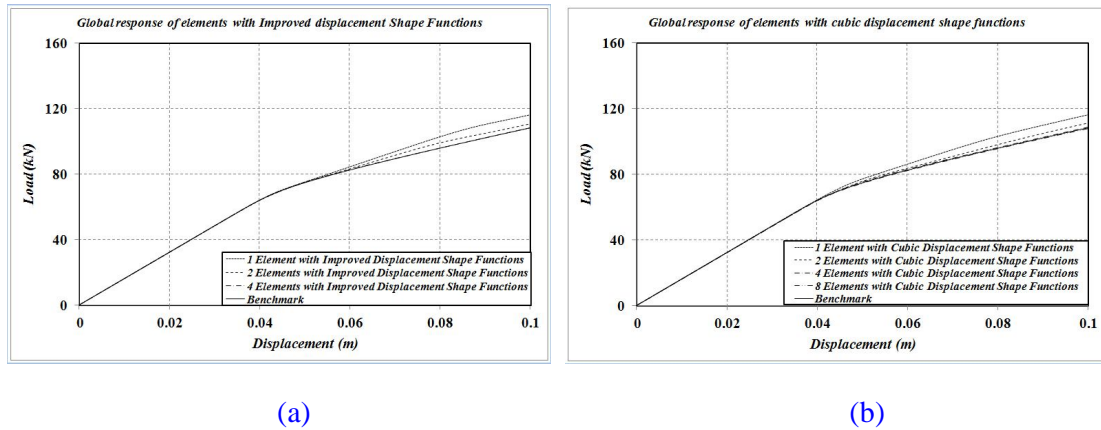 Global response of elements with Improved displacement Shape Functions
160
120
80
40
0
Load (kN)
1 Element with Improved Displacement Shape Functions
2 Elements with Improved Displacement Shape Functions
4 Elements with Improved Displacement Shape Functions
Benchmark
0 0.02 0.04 0.06 0.08 0.1
Displacement (m)
(a)
Global response of elements with cubic displacement shape functions
160
120
80
40
0
Load (kN)
1 Element with Cubic Displacement Shape Functions
2 Elements with Cubic Displacement Shape Functions
4 Elements with Cubic Displacement Shape Functions
8 Elements with Cubic Displacement Shape Functions
Benchmark
0 0.02 0.04 0.06 0.08 0.1
Displacement (m)
(b)